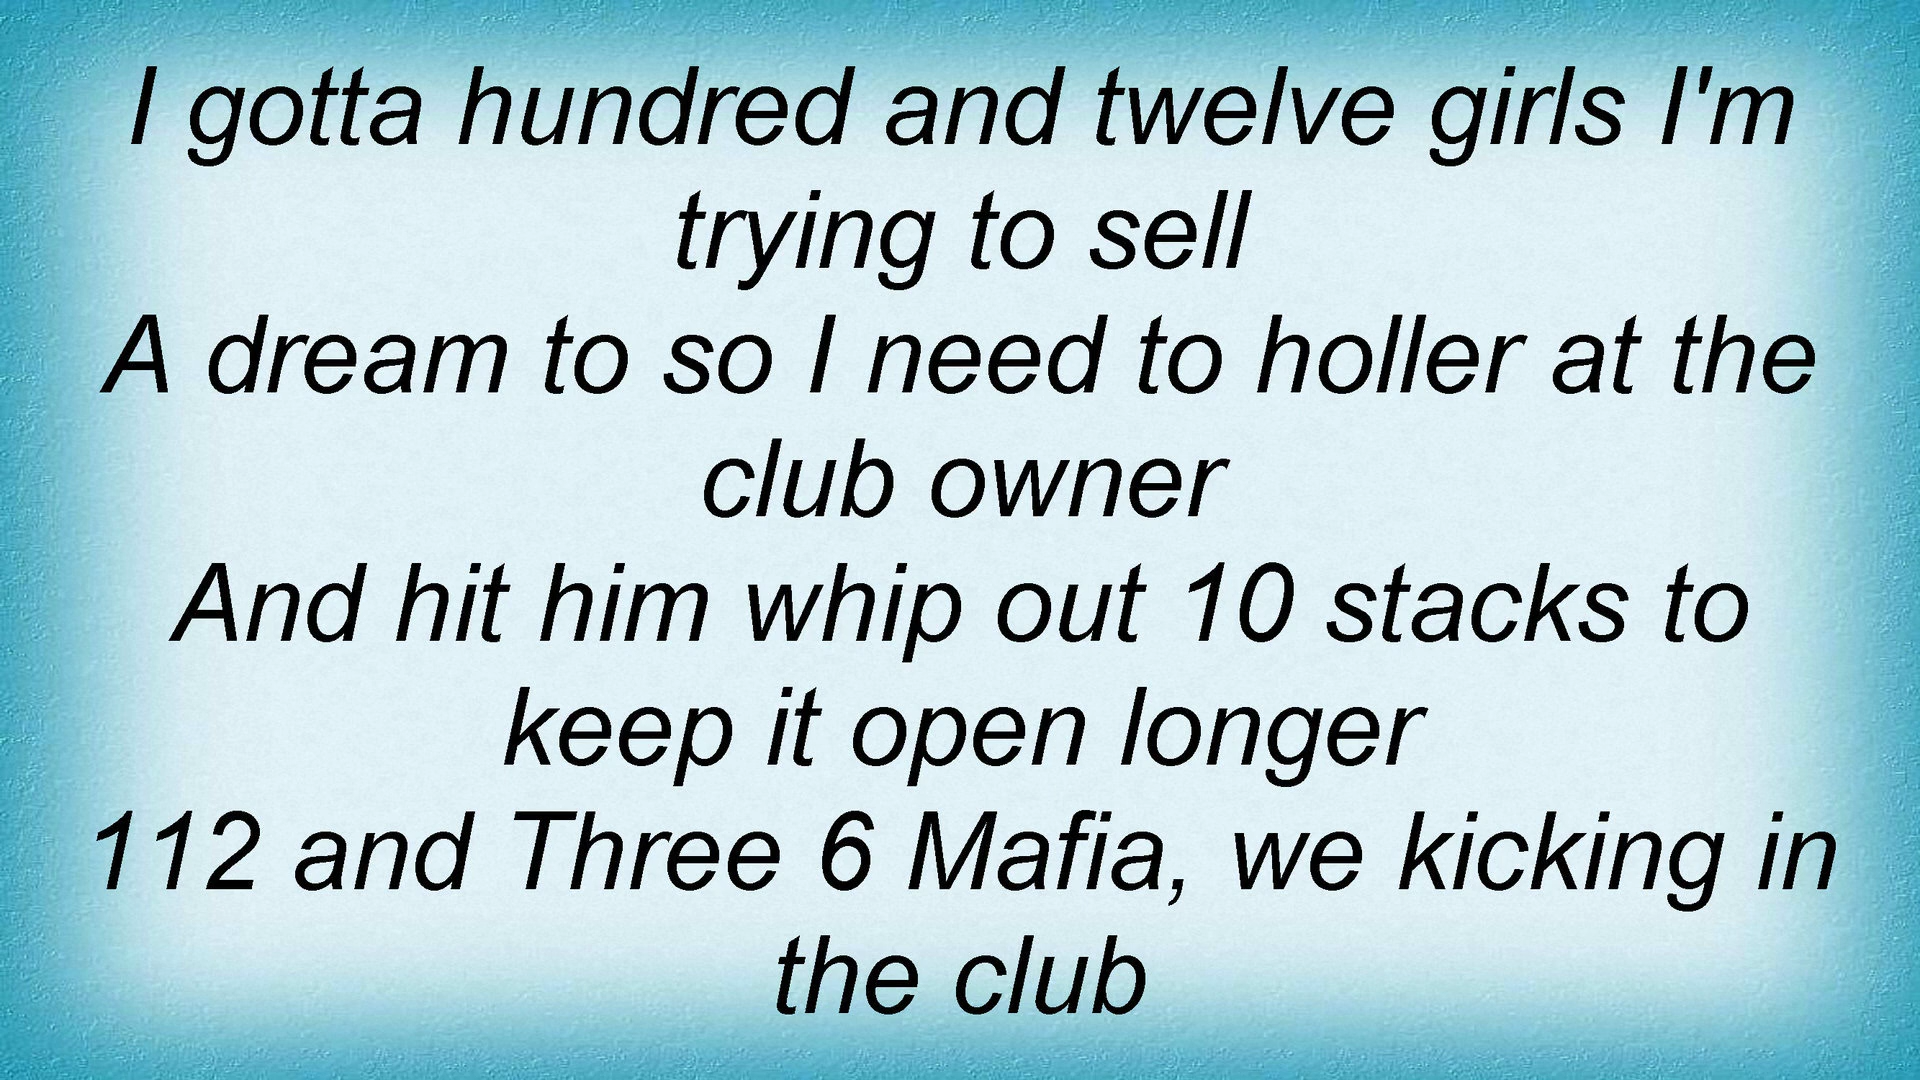 I gotta hundred and twelve girls I'm
trying to sell
A dream to so I need to holler at the
club owner
And hit him whip out 10 stacks to
keep it open longer
112 and Three 6 Mafia, we kicking in
the club